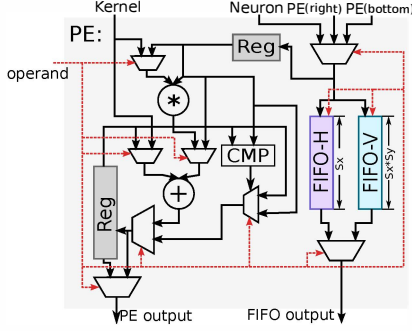 Kernel
Neuron PE(right) PE(bottom)
PE:
Reg
operand
*
CMP
FIFO-H
Sx
FIFO-V
Sx*Sy
Reg
+
PE output
FIFO output